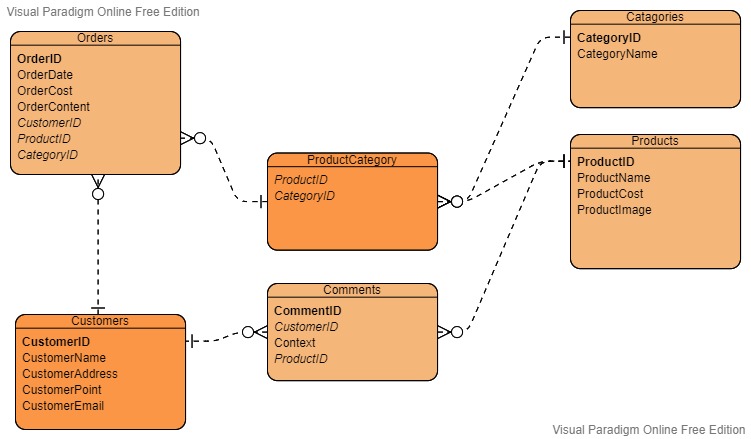 Visual Paradigm Online Free Edition
Orders
OrderID
OrderDate
OrderCost
OrderContent
CustomerID
ProductID
CategoryID
ProductCategory
ProductID
CategoryID
Catagories
CategoryID
CategoryName
Products
ProductID
ProductName
ProductCost
ProductImage
Customers
CustomerID
CustomerName
CustomerAddress
CustomerPoint
CustomerEmail
Comments
CommentID
CustomerID
Context
ProductID
Visual Paradigm Online Free Edition